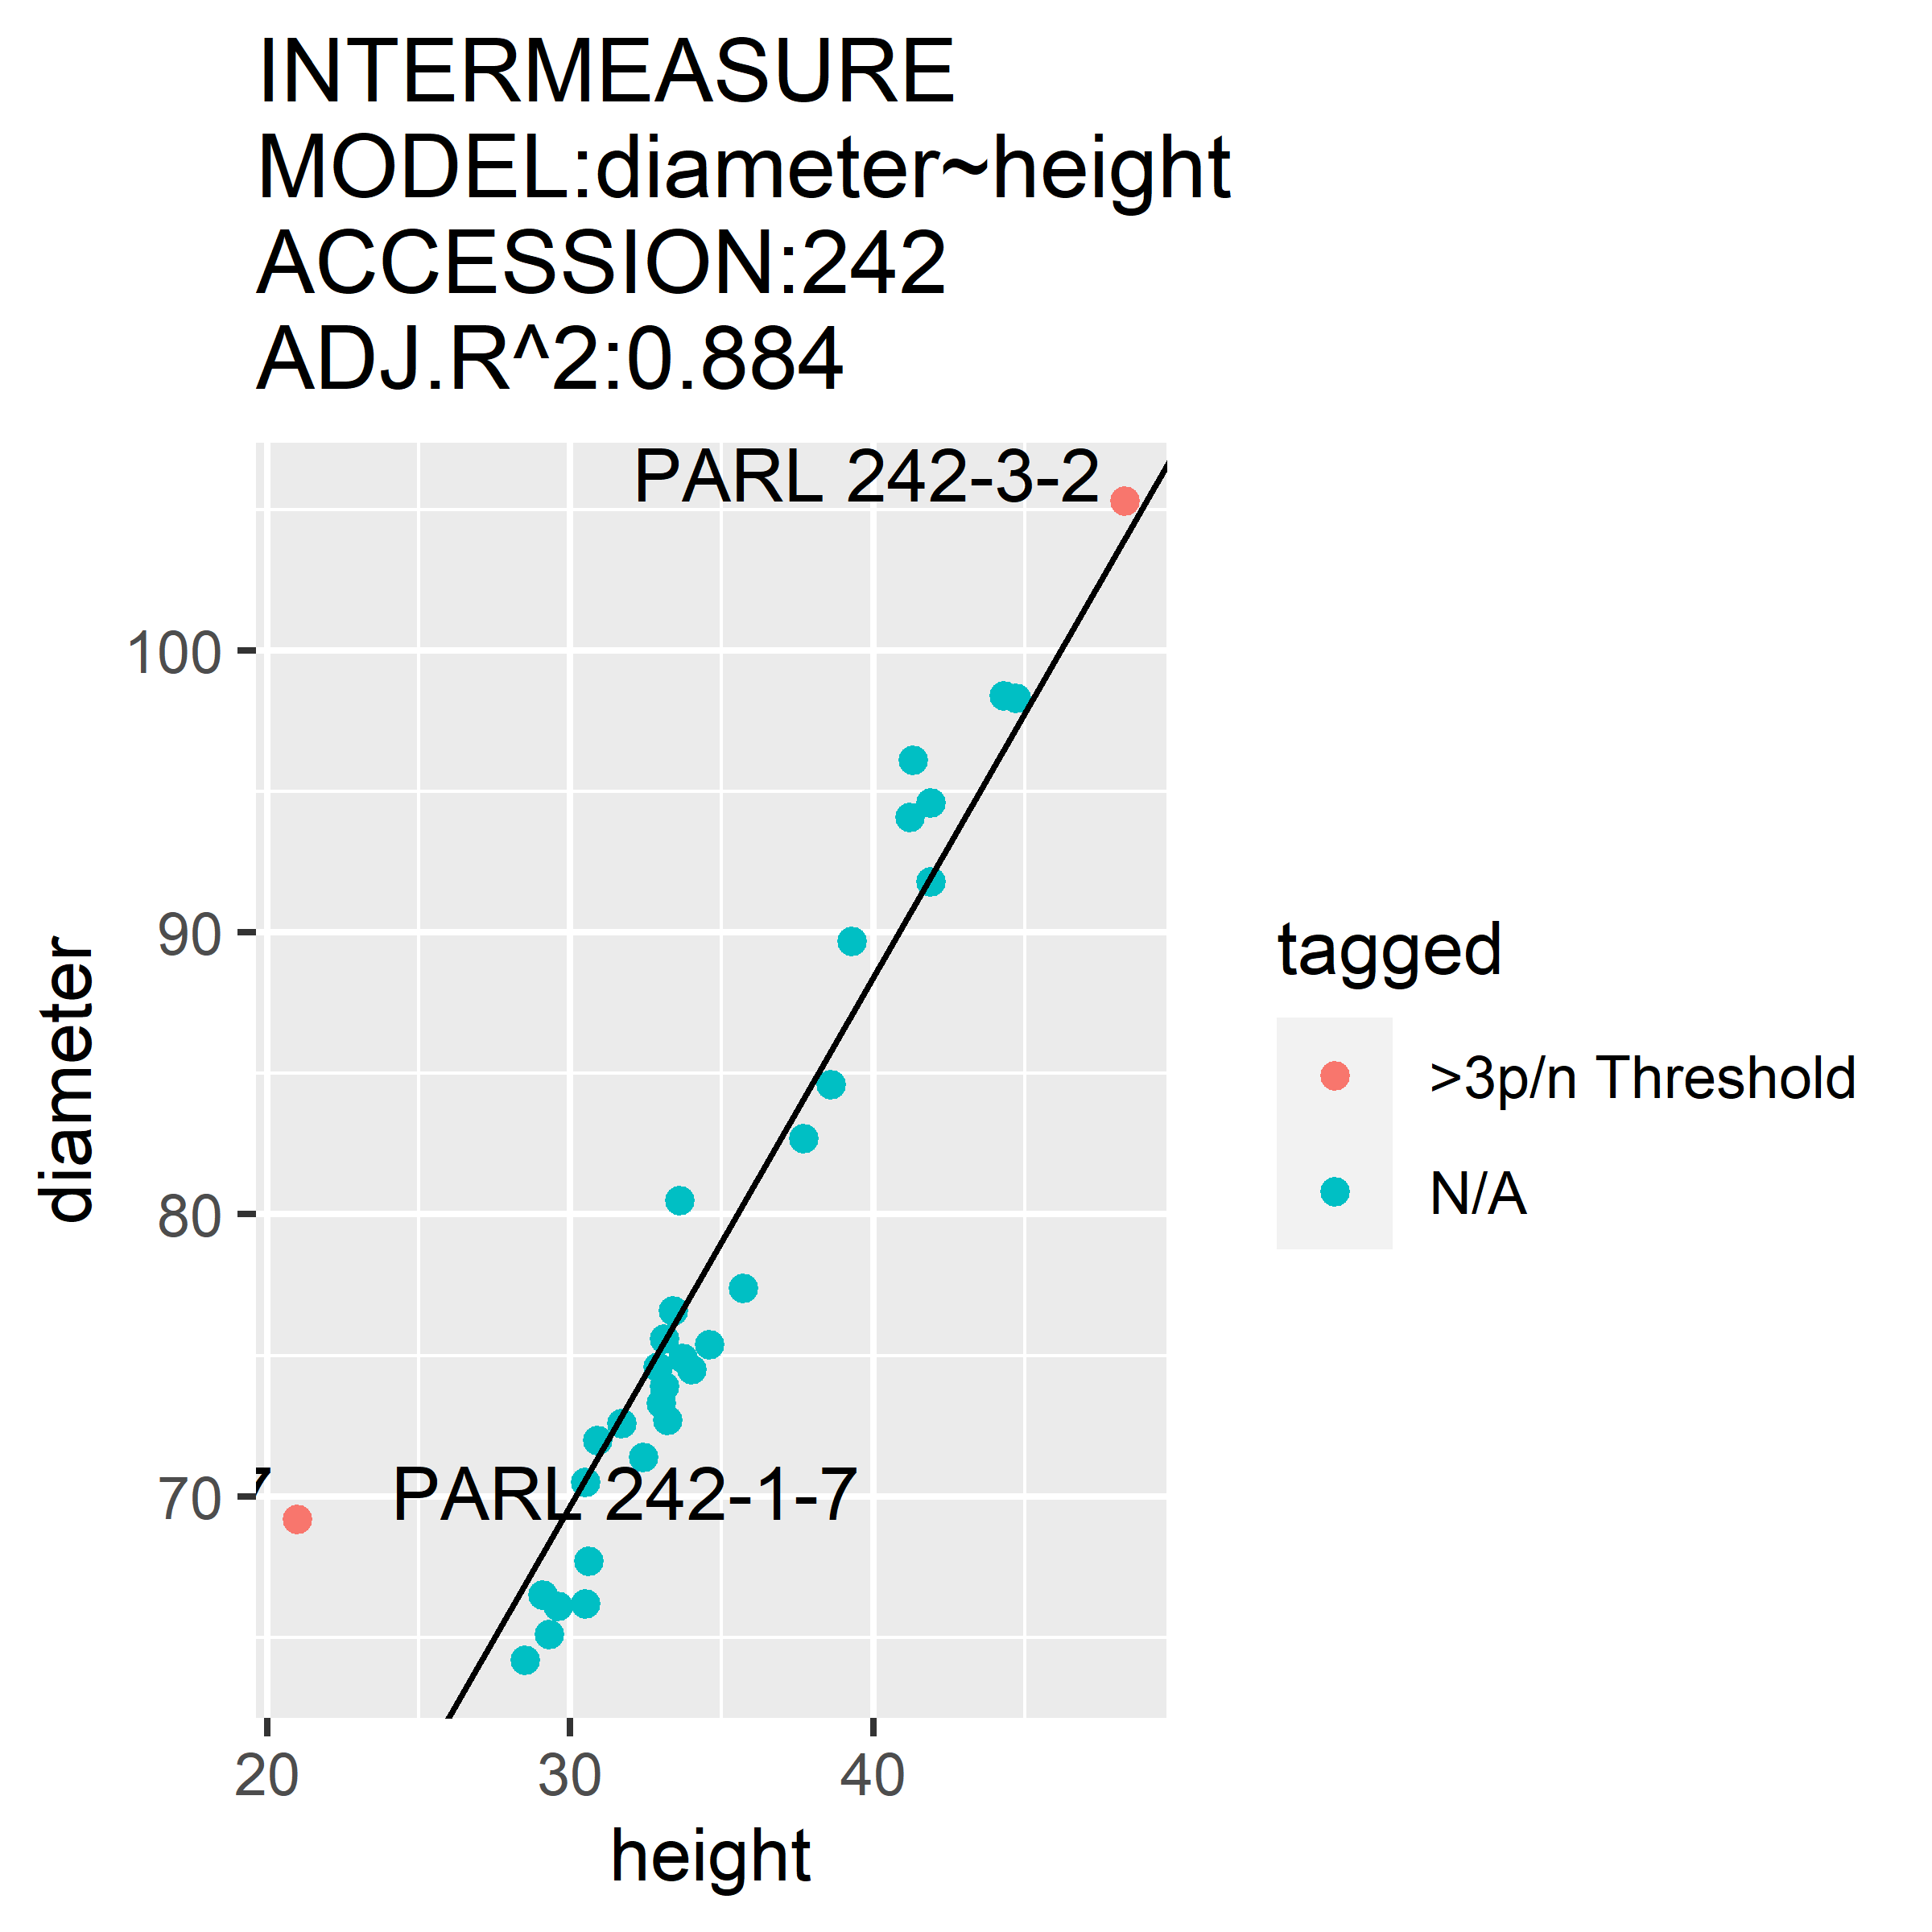 INTERMEASURE
MODEL:diameter~height
ACCESSION:242
ADJ.R^2:0.884
PARL 242-3-2
100
90
80
70
7
PARL 242-1-7
20
30
40
height
diameter
tagged
>3p/n Threshold
N/A